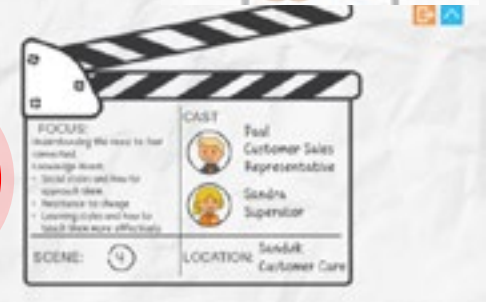 FOCUS:
Understanding the need to feel
connected.
Knowledge Areas:
- Social styles and how to
approach them.
- Resistance to change
- Learning styles and how to
teach them more effectively.
CAST
Paul
Customer Sales
Representative
Sandra
Supervisor
SCENE: 4
LOCATION: Sandvik
Customer Care